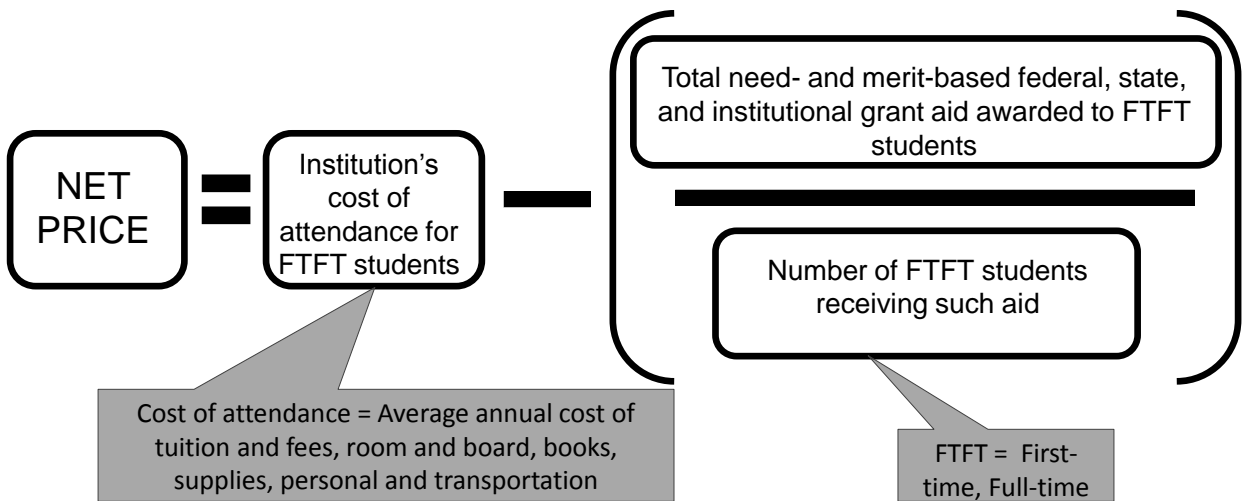 NET
PRICE
=
Institution's
cost of
attendance for
FTFT students
Total need- and merit-based federal, state,
and institutional grant aid awarded to FTFT
students
Number of FTFT students
receiving such aid
Cost of attendance = Average annual cost of
tuition and fees, room and board, books,
supplies, personal and transportation
FTFT = First-
time, Full-time